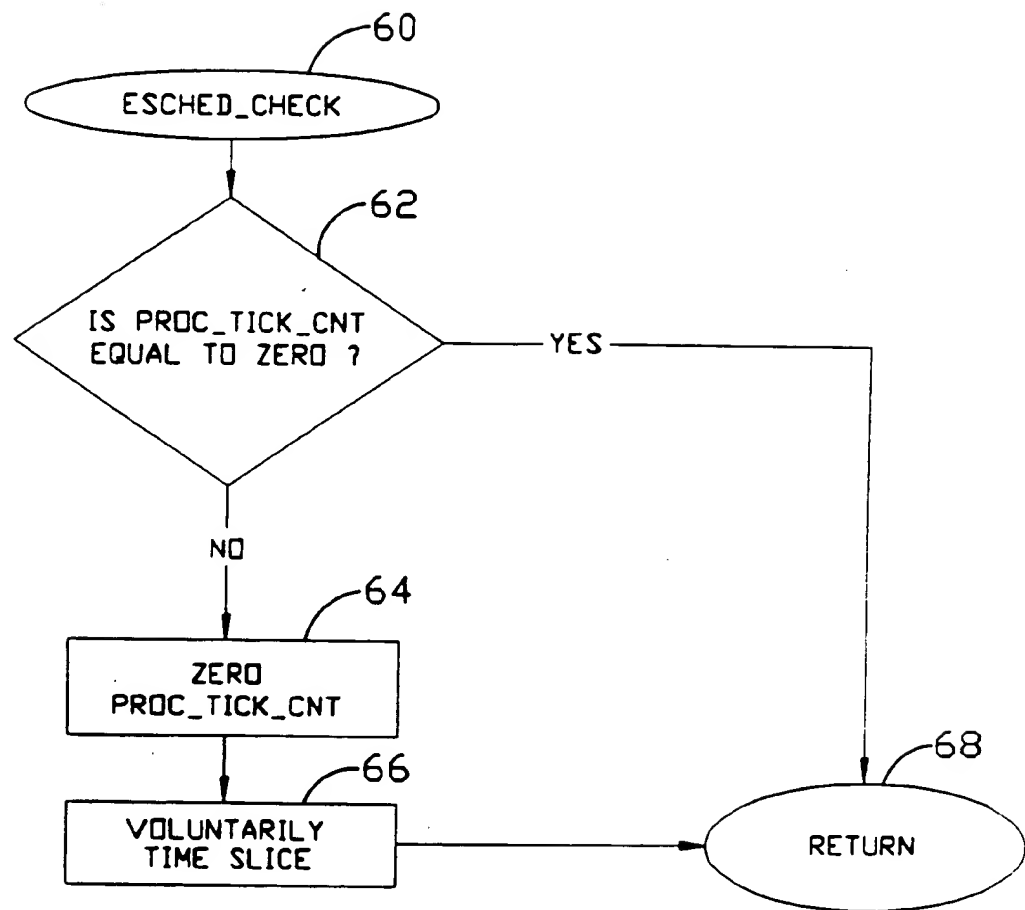 60
ESCHED_CHECK
62
IS PROC_TICK_CNT
EQUAL TO ZERO ?
YES
NO
64
ZERO
PROC_TICK_CNT
66
VOLUNTARILY
TIME SLICE
68
RETURN